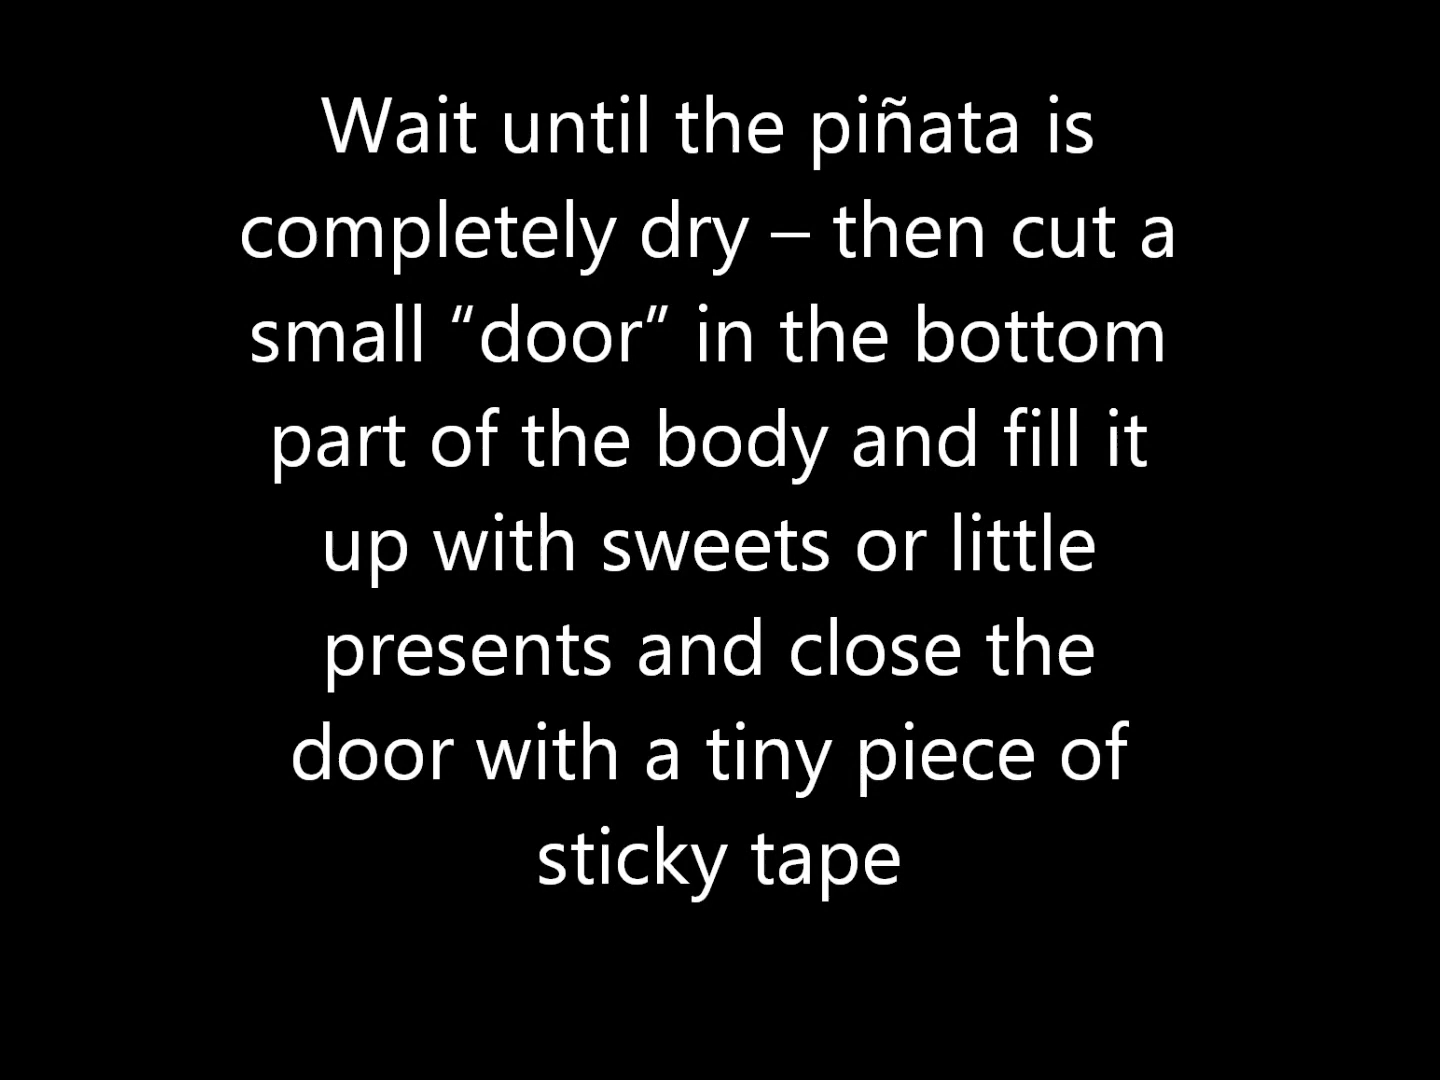 Wait until the piñata is
completely dry – then cut a
small “door” in the bottom
part of the body and fill it
up with sweets or little
presents and close the
door with a tiny piece of
sticky tape